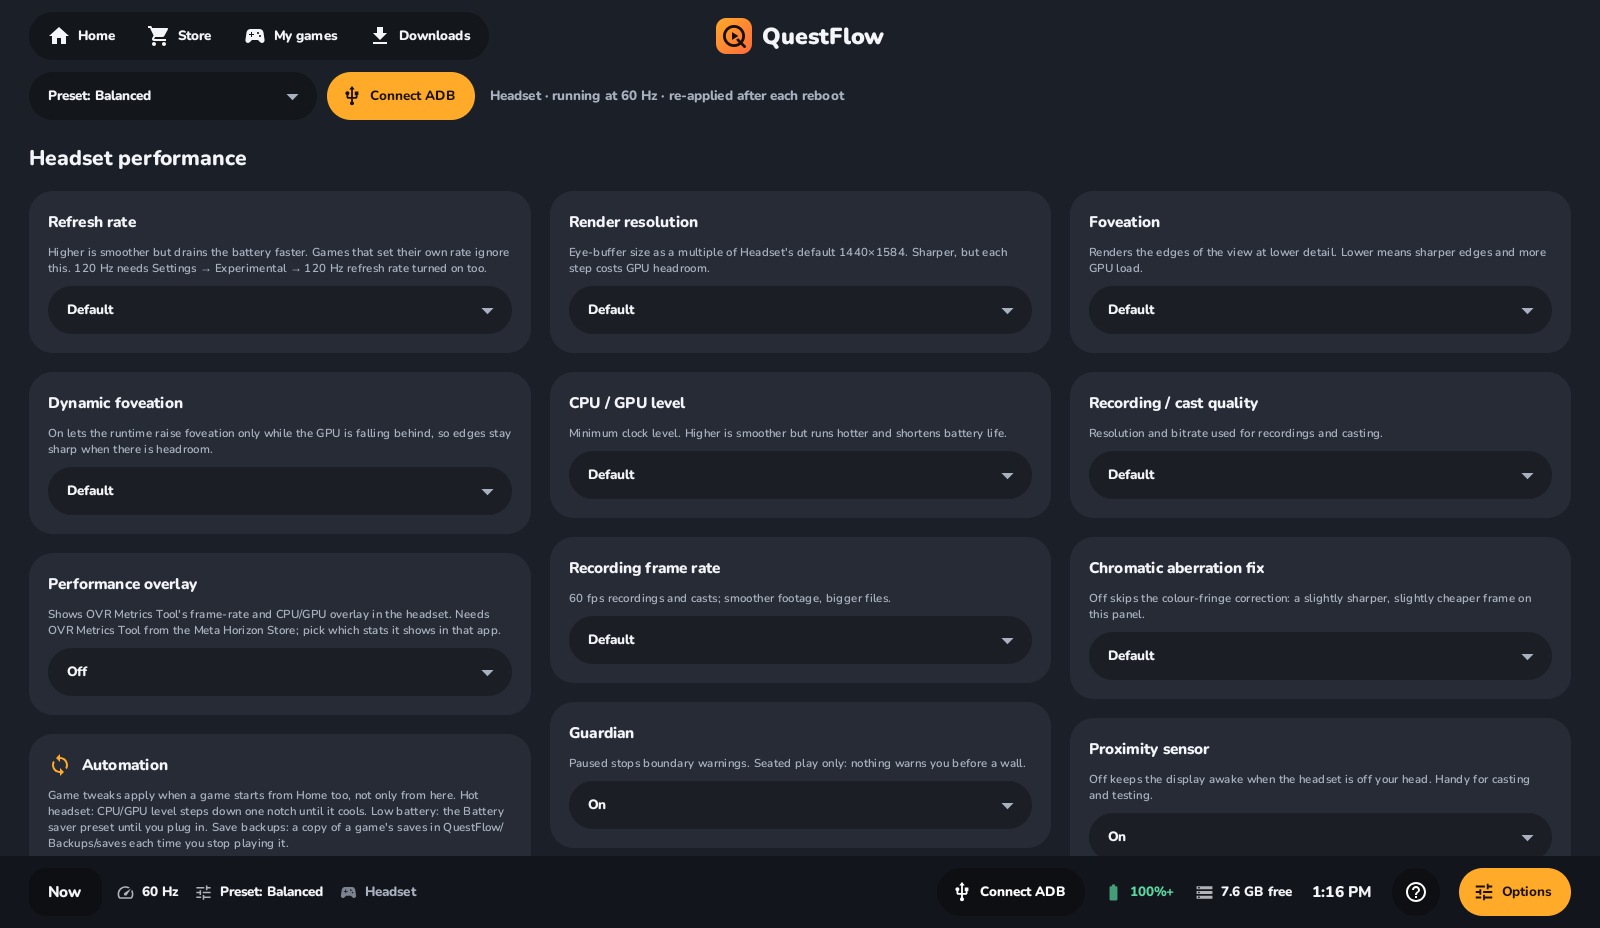 Home
Store
My games
Downloads
QuestFlow
Preset: Balanced
Connect ADB
Headset · running at 60 Hz · re-applied after each reboot
Headset performance
Refresh rate
Higher is smoother but drains the battery faster. Games that set their own rate ignore
this. 120 Hz needs Settings → Experimental → 120 Hz refresh rate turned on too.
Default
Render resolution
Eye-buffer size as a multiple of Headset's default 1440×1584. Sharper, but each
step costs GPU headroom.
Default
Foveation
Renders the edges of the view at lower detail. Lower means sharper edges and more
GPU load.
Default
Dynamic foveation
On lets the runtime raise foveation only while the GPU is falling behind, so edges stay
sharp when there is headroom.
Default
CPU / GPU level
Minimum clock level. Higher is smoother but runs hotter and shortens battery life.
Default
Recording / cast quality
Resolution and bitrate used for recordings and casting.
Default
Performance overlay
Shows OVR Metrics Tool's frame-rate and CPU/GPU overlay in the headset. Needs
OVR Metrics Tool from the Meta Horizon Store; pick which stats it shows in that app.
Off
Recording frame rate
60 fps recordings and casts; smoother footage, bigger files.
Default
Chromatic aberration fix
Off skips the colour-fringe correction: a slightly sharper, slightly cheaper frame on
this panel.
Default
Automation
Game tweaks apply when a game starts from Home too, not only from here. Hot
headset: CPU/GPU level steps down one notch until it cools. Low battery: the Battery
saver preset until you plug in. Save backups: a copy of a game's saves in QuestFlow/
Backups/saves each time you stop playing it.
Guardian
Paused stops boundary warnings. Seated play only: nothing warns you before a wall.
On
Proximity sensor
Off keeps the display awake when the headset is off your head. Handy for casting
and testing.
On
Now
60 Hz
Preset: Balanced
Headset
Connect ADB
100%+
7.6 GB free
1:16 PM
Options